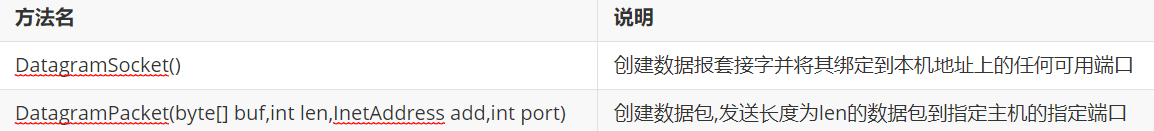 方法名 说明
DatagramSocket() 创建数据报套接字并将其绑定到本机地址上的任何可用端口
DatagramPacket(byte[] buf,int len,InetAddress add,int port) 创建数据包,发送长度为len的数据包到指定主机的指定端口